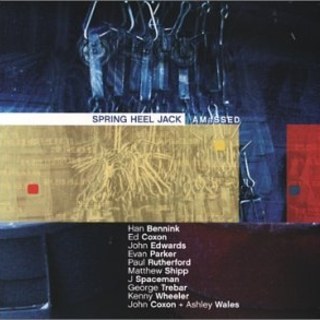 SPRING HEEL JACK AMASSED
Han Bennink
Ed Coxon
John Edwards
Evan Parker
Paul Rutherford
Matthew Shipp
J Spaceman
George Trebar
Kenny Wheeler
John Coxon + Ashley Wales